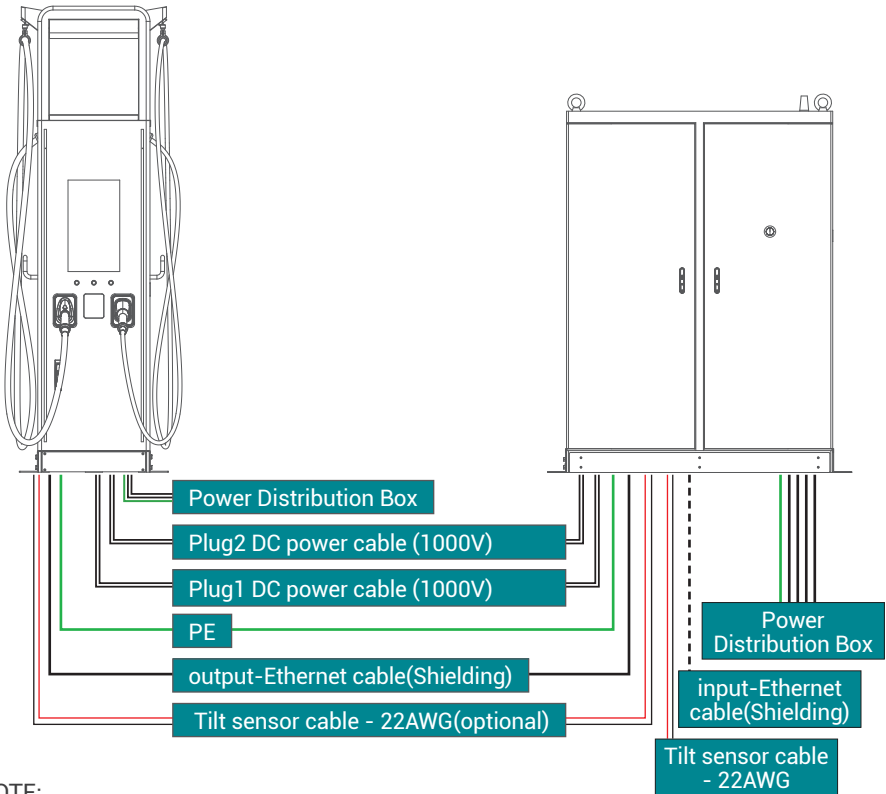 Power Distribution Box
Plug2 DC power cable (1000V)
Plug1 DC power cable (1000V)
PE
output-Ethernet cable(Shielding)
Tilt sensor cable - 22AWG(optional)
Power
Distribution Box
input-Ethernet
cable(Shielding)
Tilt sensor cable
- 22AWG
OTE: